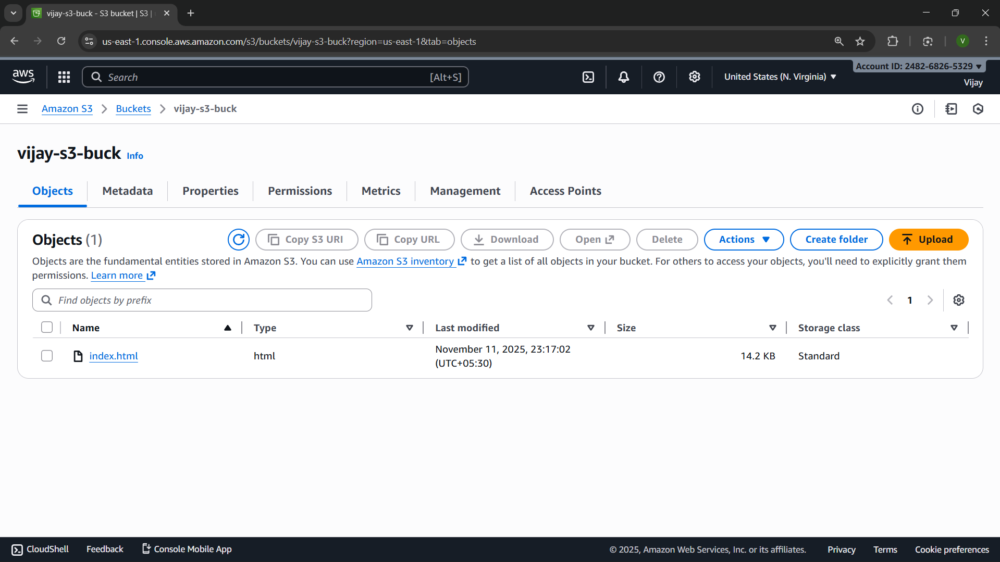 vijay-s3-buck - S3 bucket | S3 |
us-east-1.console.aws.amazon.com/s3/buckets/vijay-s3-buck?region=us-east-1&tab=objects
V
aws
Search
[Alt+S]
United States (N. Virginia)
Account ID: 2482-6826-5329
Vijay
Amazon S3
Buckets
vijay-s3-buck
vijay-s3-buck Info
Objects
Metadata
Properties
Permissions
Metrics
Management
Access Points
Objects (1)
Copy S3 URI
Copy URL
Download
Open
Delete
Actions
Create folder
Upload
Objects are the fundamental entities stored in Amazon S3. You can use Amazon S3 inventory to get a list of all objects in your bucket. For others to access your objects, you'll need to explicitly grant them
permissions. Learn more
Find objects by prefix
1
Name
Type
Last modified
Size
Storage class
index.html
html
November 11, 2025, 23:17:02
(UTC+05:30)
14.2 KB
Standard
CloudShell
Feedback
Console Mobile App
© 2025, Amazon Web Services, Inc. or its affiliates.
Privacy
Terms
Cookie preferences